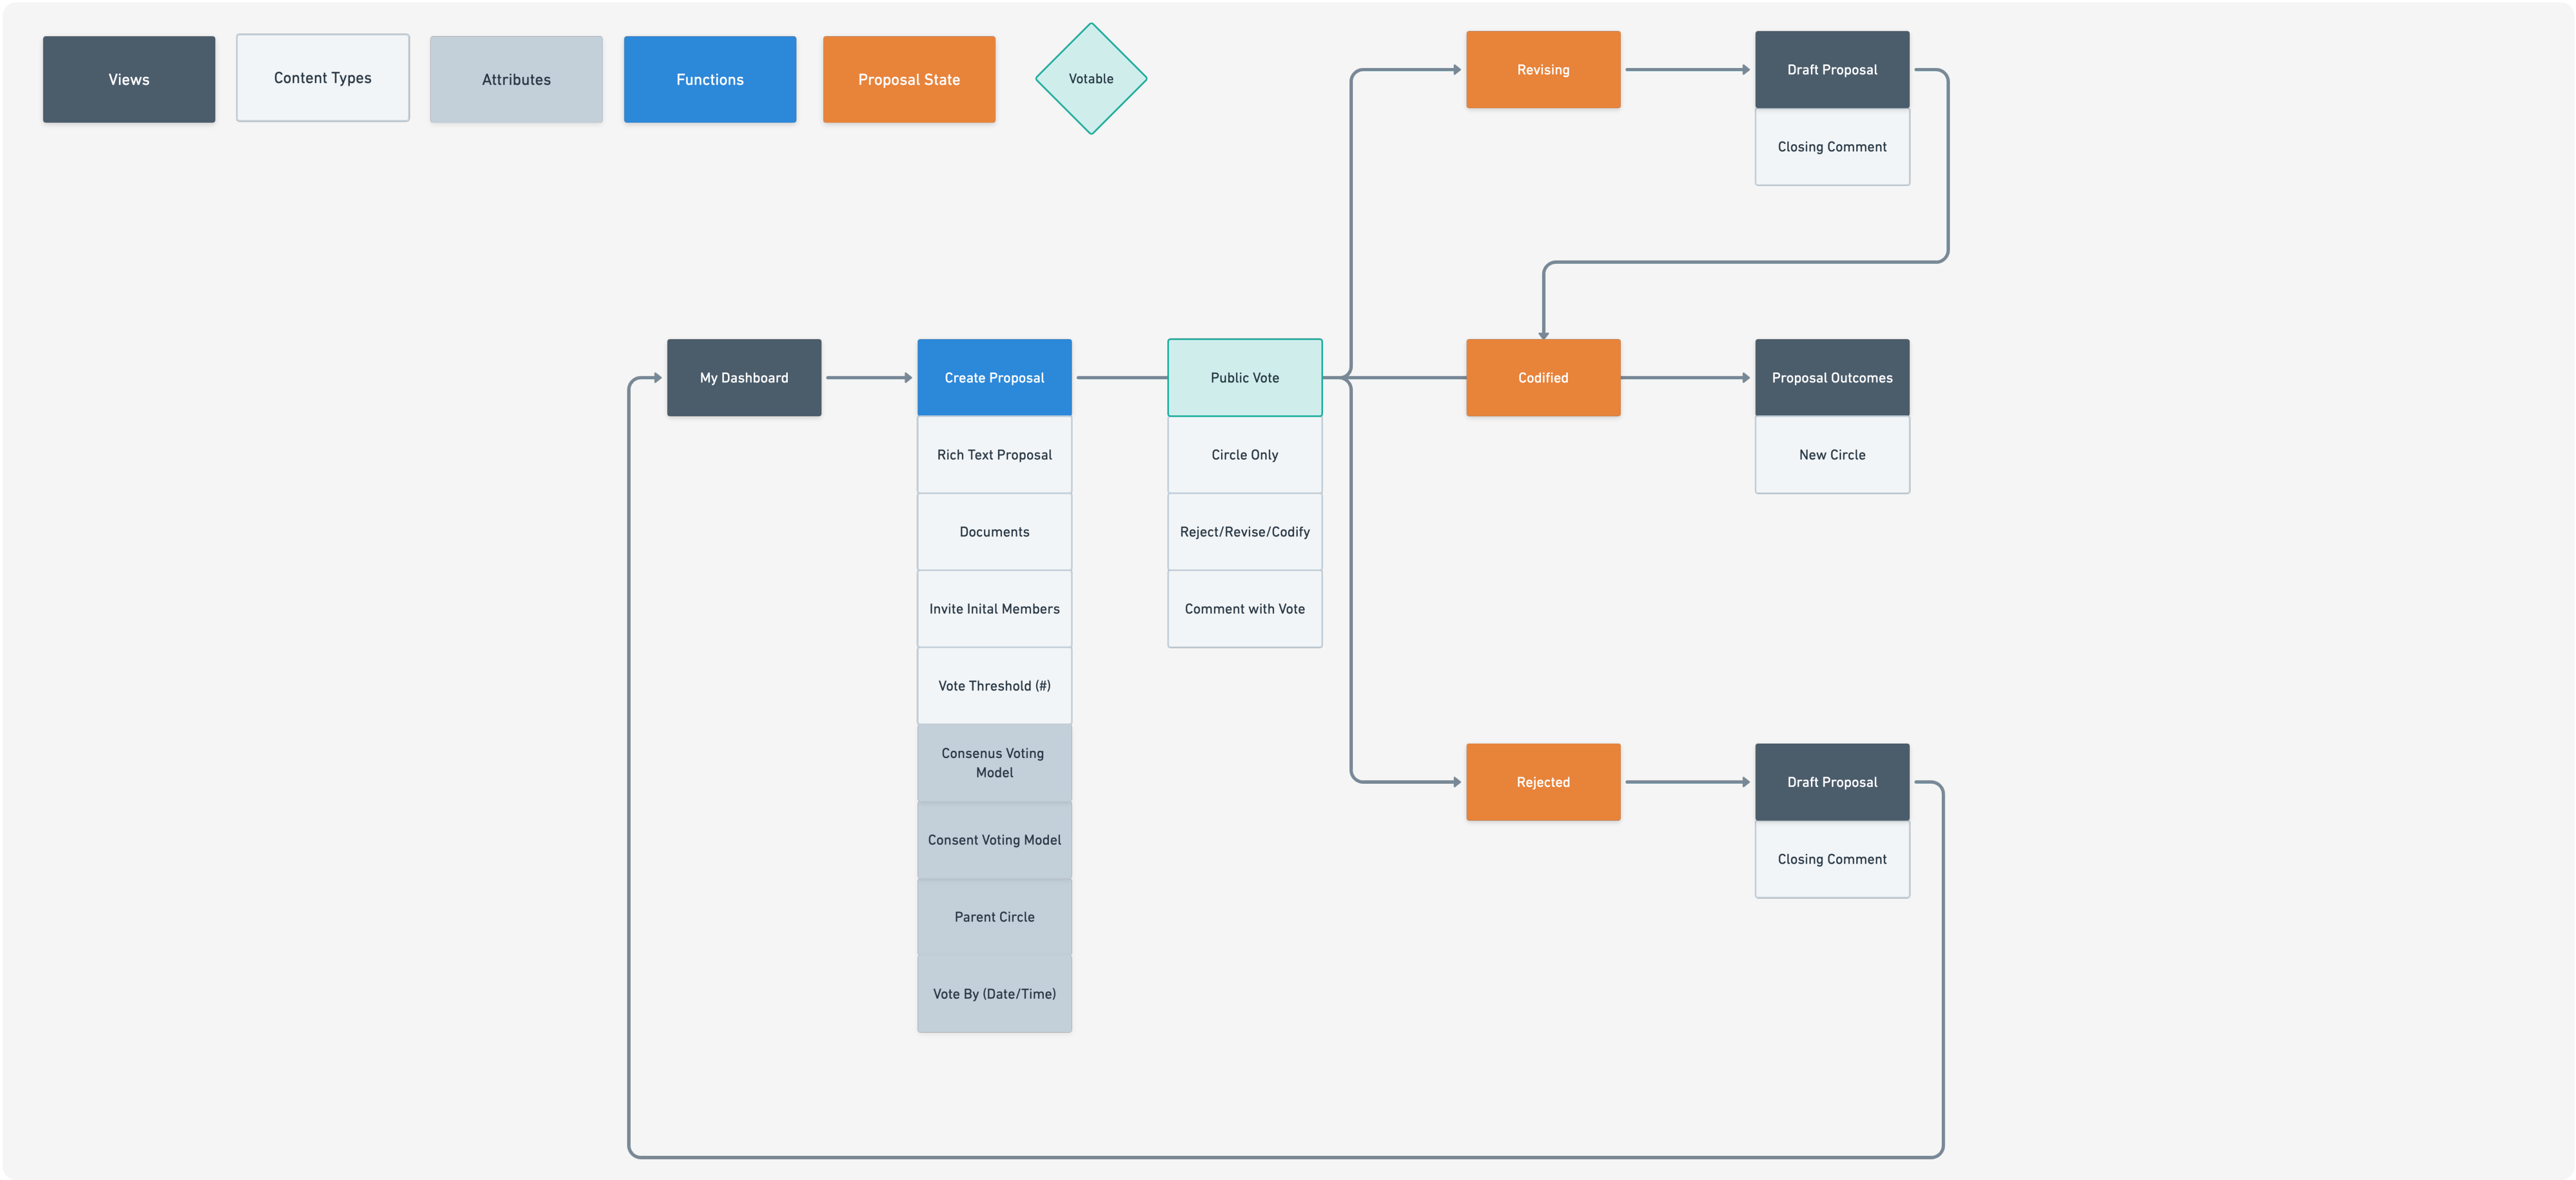 Views
Content Types
Attributes
Functions
Proposal State
Votable
Revising
Draft Proposal
Closing Comment
My Dashboard
Create Proposal
Rich Text Proposal
Documents
Invite Inital Members
Vote Threshold (#)
Consenus Voting
Model
Consent Voting Model
Parent Circle
Vote By (Date/Time)
Public Vote
Circle Only
Reject/Revise/Codify
Comment with Vote
Codified
Proposal Outcomes
New Circle
Rejected
Draft Proposal
Closing Comment